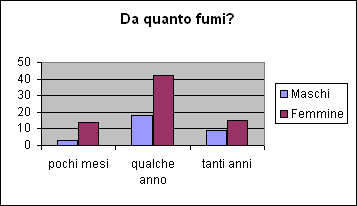 Da quanto fumi?
50
40
30
20
10
0
pochi mesi
qualche
anno
tanti anni
Maschi
Femmine